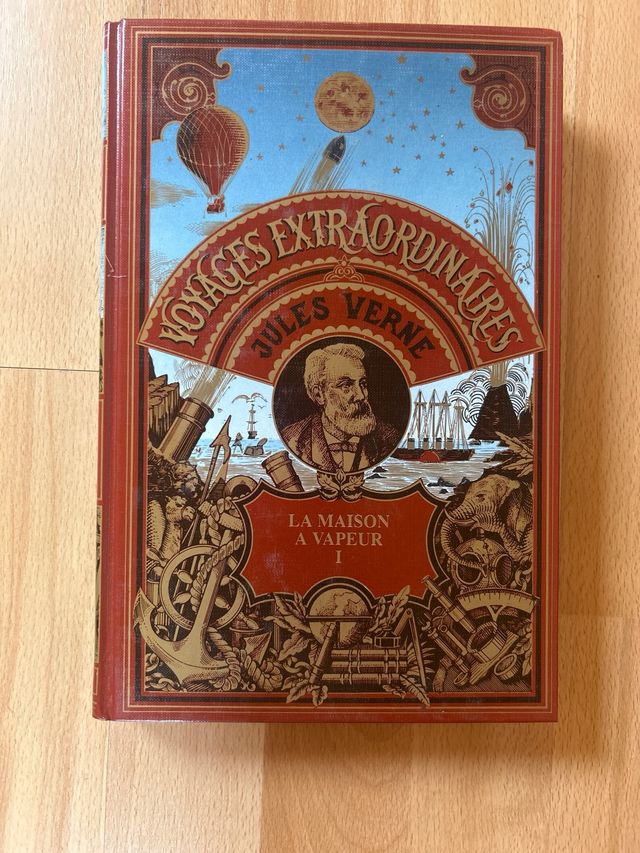 VOYAGES EXTRAORDINAIRES
JULES VERNE
LA MAISON
A VAPEUR
I